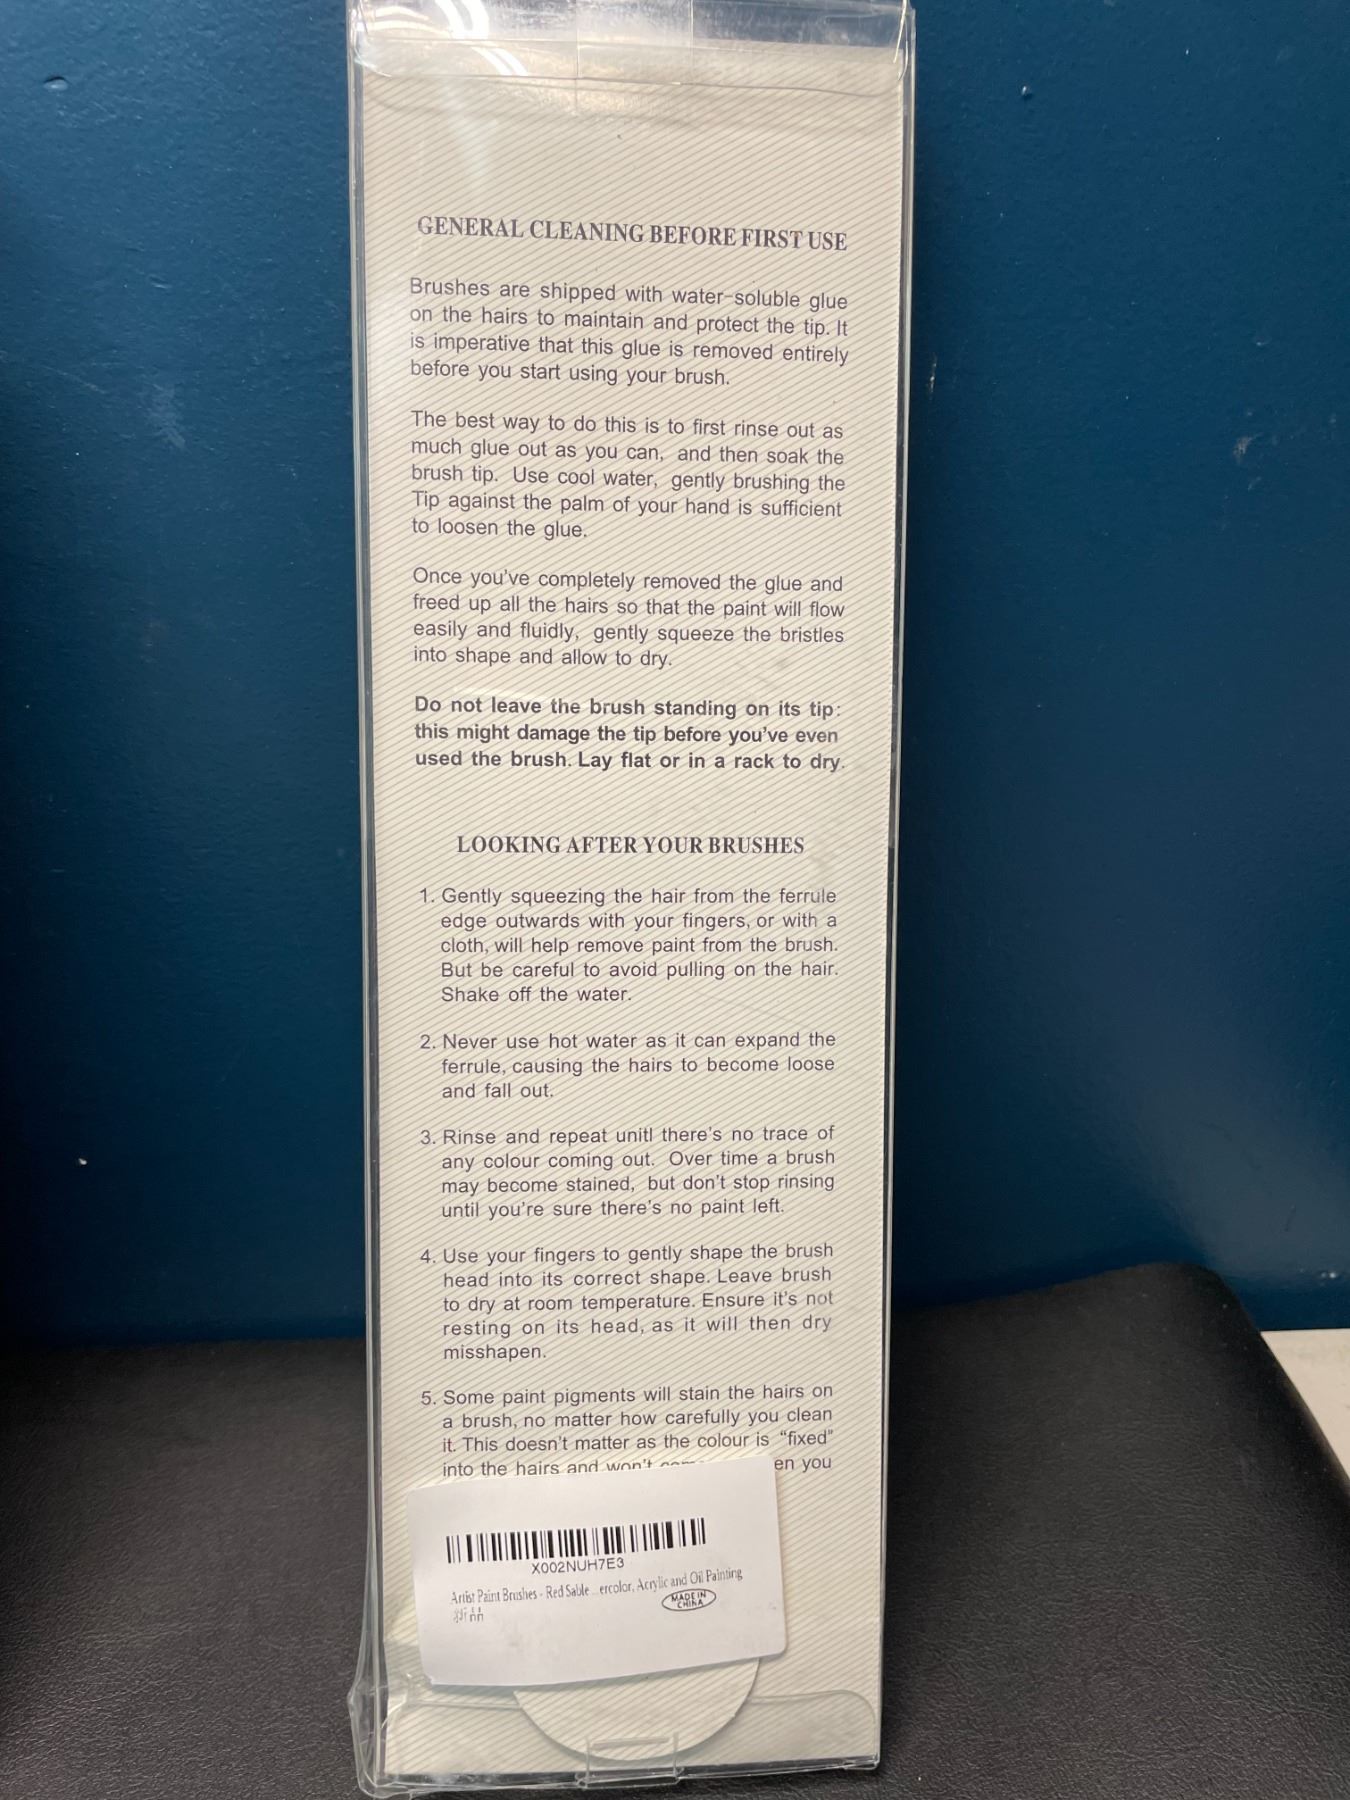 GENERAL CLEANING BEFORE FIRST USE
Brushes are shipped with water-soluble glue
on the hairs to maintain and protect the tip. It
is imperative that this glue is removed entirely
before you start using your brush.
The best way to do this is to first rinse out as
much glue out as you can, and then soak the
brush tip. Use cool water, gently brushing the
Tip against the palm of your hand is sufficient
to loosen the glue.
Once you've completely removed the glue and
freed up all the hairs so that the paint will flow
easily and fluidly, gently squeeze the bristles
into shape and allow to dry.
Do not leave the brush standing on its tip:
this might damage the tip before you've even
used the brush. Lay flat or in a rack to dry.
LOOKING AFTER YOUR BRUSHES
1. Gently squeezing the hair from the ferrule
edge outwards with your fingers, or with a
cloth, will help remove paint from the brush.
But be careful to avoid pulling on the hair.
Shake off the water.
2. Never use hot water as it can expand the
ferrule, causing the hairs to become loose
and fall out.
3. Rinse and repeat unitl there's no trace of
any colour coming out. Over time a brush
may become stained, but don't stop rinsing
until you're sure there's no paint left.
4. Use your fingers to gently shape the brush
head into its correct shape. Leave brush
to dry at room temperature. Ensure it's not
resting on its head, as it will then dry
misshapen.
5. Some paint pigments will stain the hairs on
a brush, no matter how carefully you clean
it. This doesn't matter as the colour is "fixed"
into the hairs and won't en you
X002NUH7E3
Artist Paint Brushes - Red Sable ...ercolor, Acrylic and Oil Painting
MADE IN
CHINA